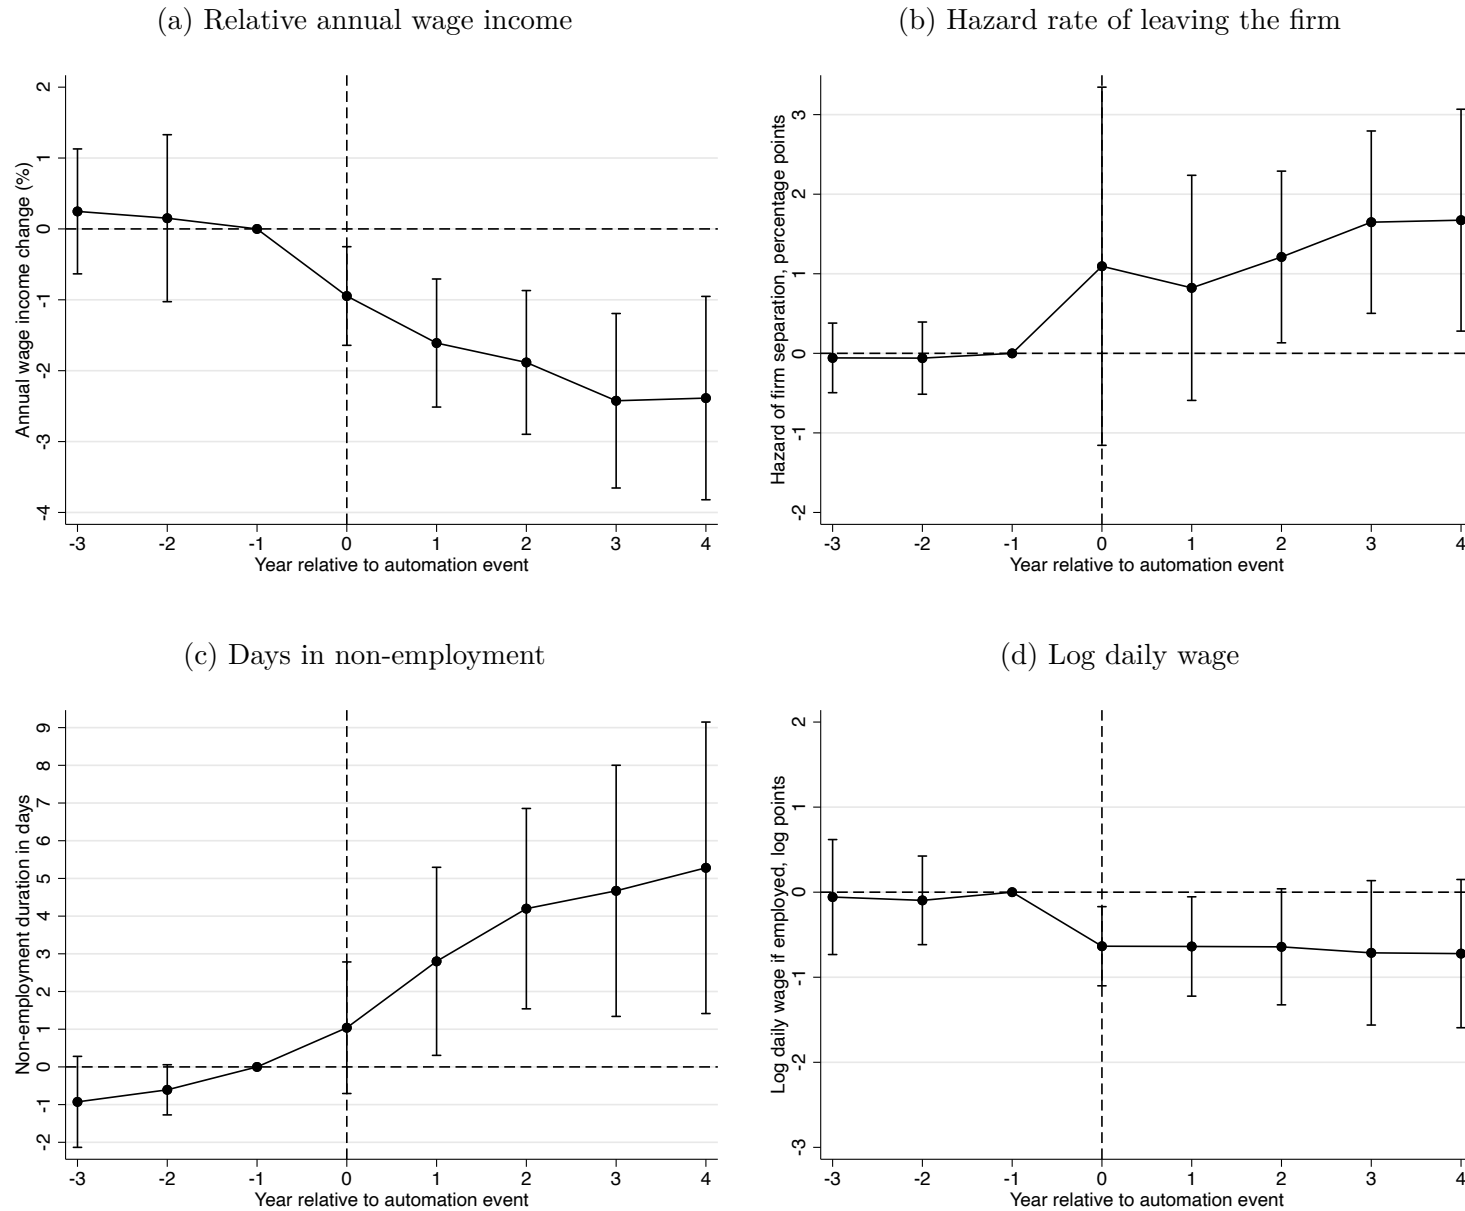 (a) Relative annual wage income
Annual wage income change (%)
2
1
0
-1
-2
-3
-4
-3 -2 -1 0 1 2 3 4
Year relative to automation event
(b) Hazard rate of leaving the firm
Hazard of firm separation, percentage points
3
2
1
0
-1
-2
-3 -2 -1 0 1 2 3 4
Year relative to automation event
(c) Days in non-employment
Non-employment duration in days
9
8
7
6
5
4
3
2
1
0
-1
-2
-3 -2 -1 0 1 2 3 4
Year relative to automation event
(d) Log daily wage
Log daily wage if employed, log points
2
1
0
-1
-2
-3
-3 -2 -1 0 1 2 3 4
Year relative to automation event